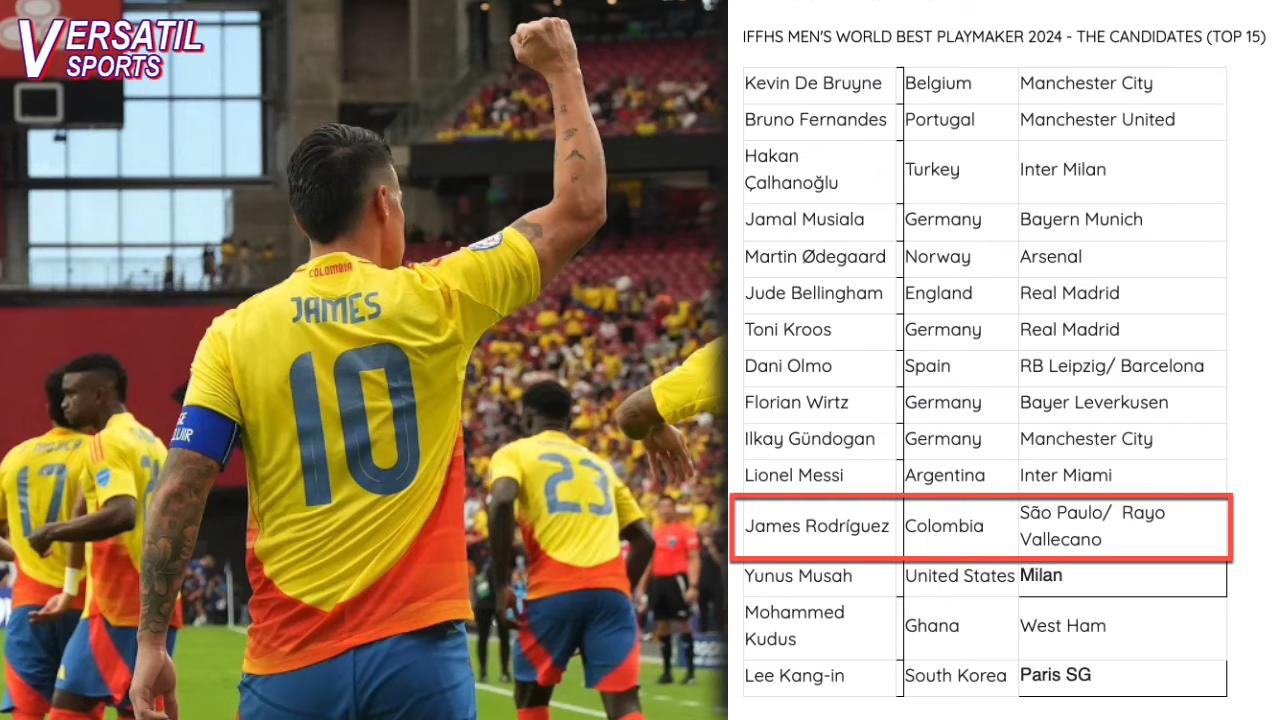 VERSATIL
SPORTS
COLOMBIA
JAMES
10
17
23
IFFHS MEN'S WORLD BEST PLAYMAKER 2024 - THE CANDIDATES (TOP 15)
Kevin De Bruyne Belgium Manchester City
Bruno Fernandes Portugal Manchester United
Hakan
Çalhanoğlu Turkey Inter Milan
Jamal Musiala Germany Bayern Munich
Martin Ødegaard Norway Arsenal
Jude Bellingham England Real Madrid
Toni Kroos Germany Real Madrid
Dani Olmo Spain RB Leipzig/ Barcelona
Florian Wirtz Germany Bayer Leverkusen
Ilkay Gündogan Germany Manchester City
Lionel Messi Argentina Inter Miami
James Rodríguez Colombia São Paulo/ Rayo
Vallecano
Yunus Musah United States Milan
Mohammed
Kudus Ghana West Ham
Lee Kang-in South Korea Paris SG